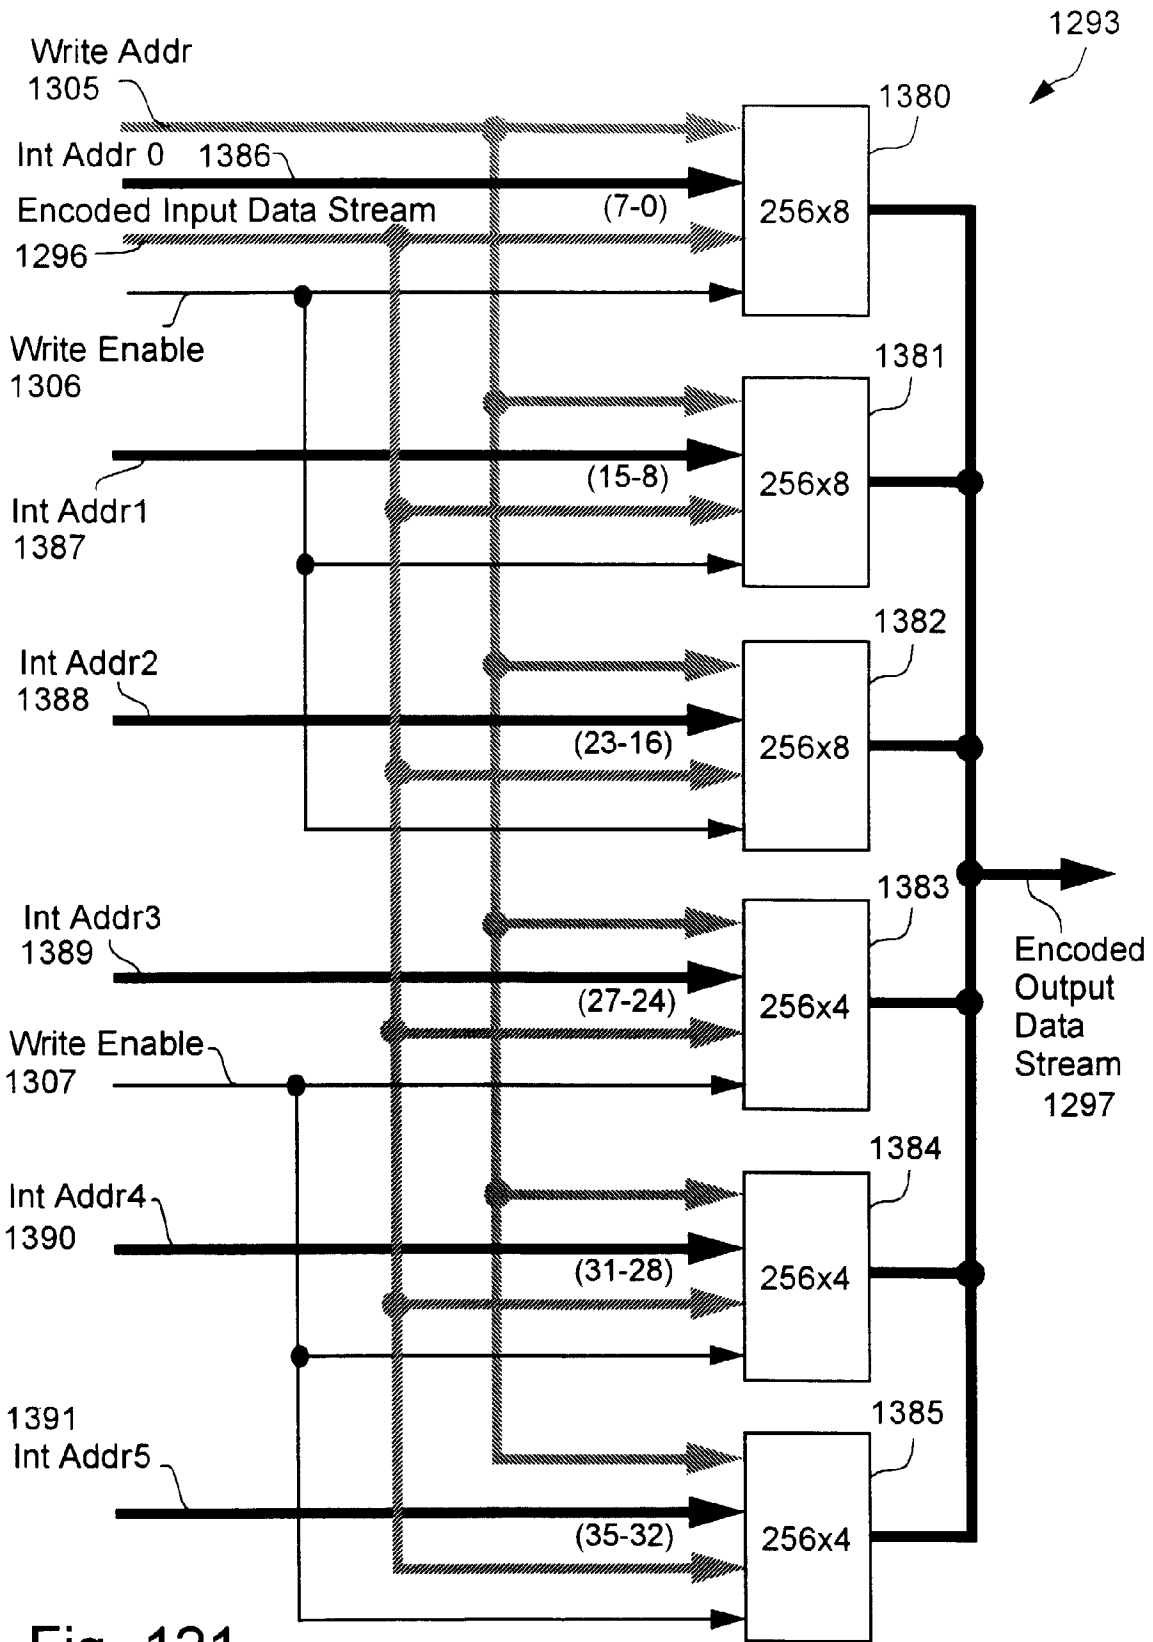 1293
Write Addr
1305
1380
Int Addr 0 1386
Encoded Input Data Stream
(7-0)
256x8
1296
Write Enable
1306
1381
(15-8)
256x8
Int Addr1
1387
1382
Int Addr2
1388
(23-16)
256x8
1383
Int Addr3
1389
(27-24)
256x4
Encoded
Output
Data
Stream
1297
Write Enable
1307
1384
Int Addr4
1390
(31-28)
256x4
1385
1391
Int Addr5
(35-32)
256x4
Fig. 121